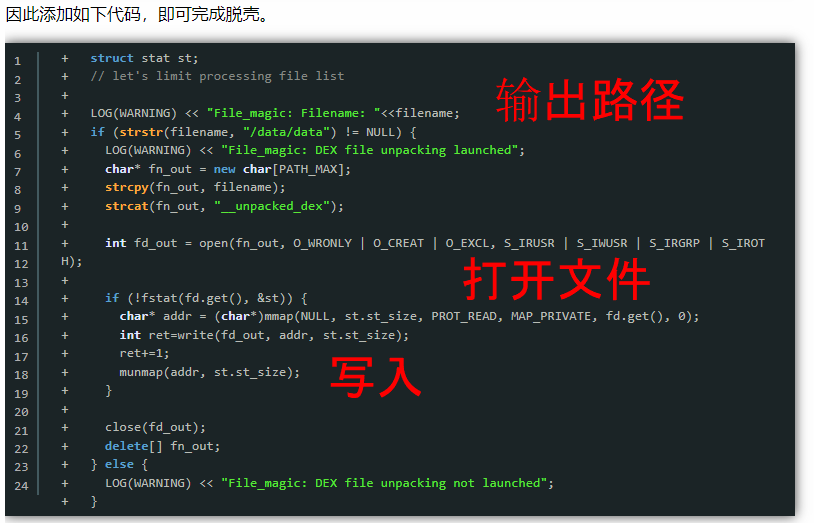 因此添加如下代码，即可完成脱壳。
1 + struct stat st;
2 + // let's limit processing file list
3 +
4 + LOG(WARNING) << "File_magic: Filename: "<<filename;
输出路径
5 + if (strstr(filename, "/data/data") != NULL) {
6 + LOG(WARNING) << "File_magic: DEX file unpacking launched";
7 + char* fn_out = new char[PATH_MAX];
8 + strcpy(fn_out, filename);
9 + strcat(fn_out, "__unpacked_dex");
10 +
11 + int fd_out = open(fn_out, O_WRONLY | O_CREAT | O_EXCL, S_IRUSR | S_IWUSR | S_IRGRP | S_IROT
12 H);
打开文件
13 +
14 + if (!fstat(fd.get(), &st)) {
15 + char* addr = (char*)mmap(NULL, st.st_size, PROT_READ, MAP_PRIVATE, fd.get(), 0);
16 + int ret=write(fd_out, addr, st.st_size);
17 + ret+=1;
18 + munmap(addr, st.st_size);
写入
19 + }
20 +
21 + close(fd_out);
22 + delete[] fn_out;
23 + } else {
24 + LOG(WARNING) << "File_magic: DEX file unpacking not launched";
+ }